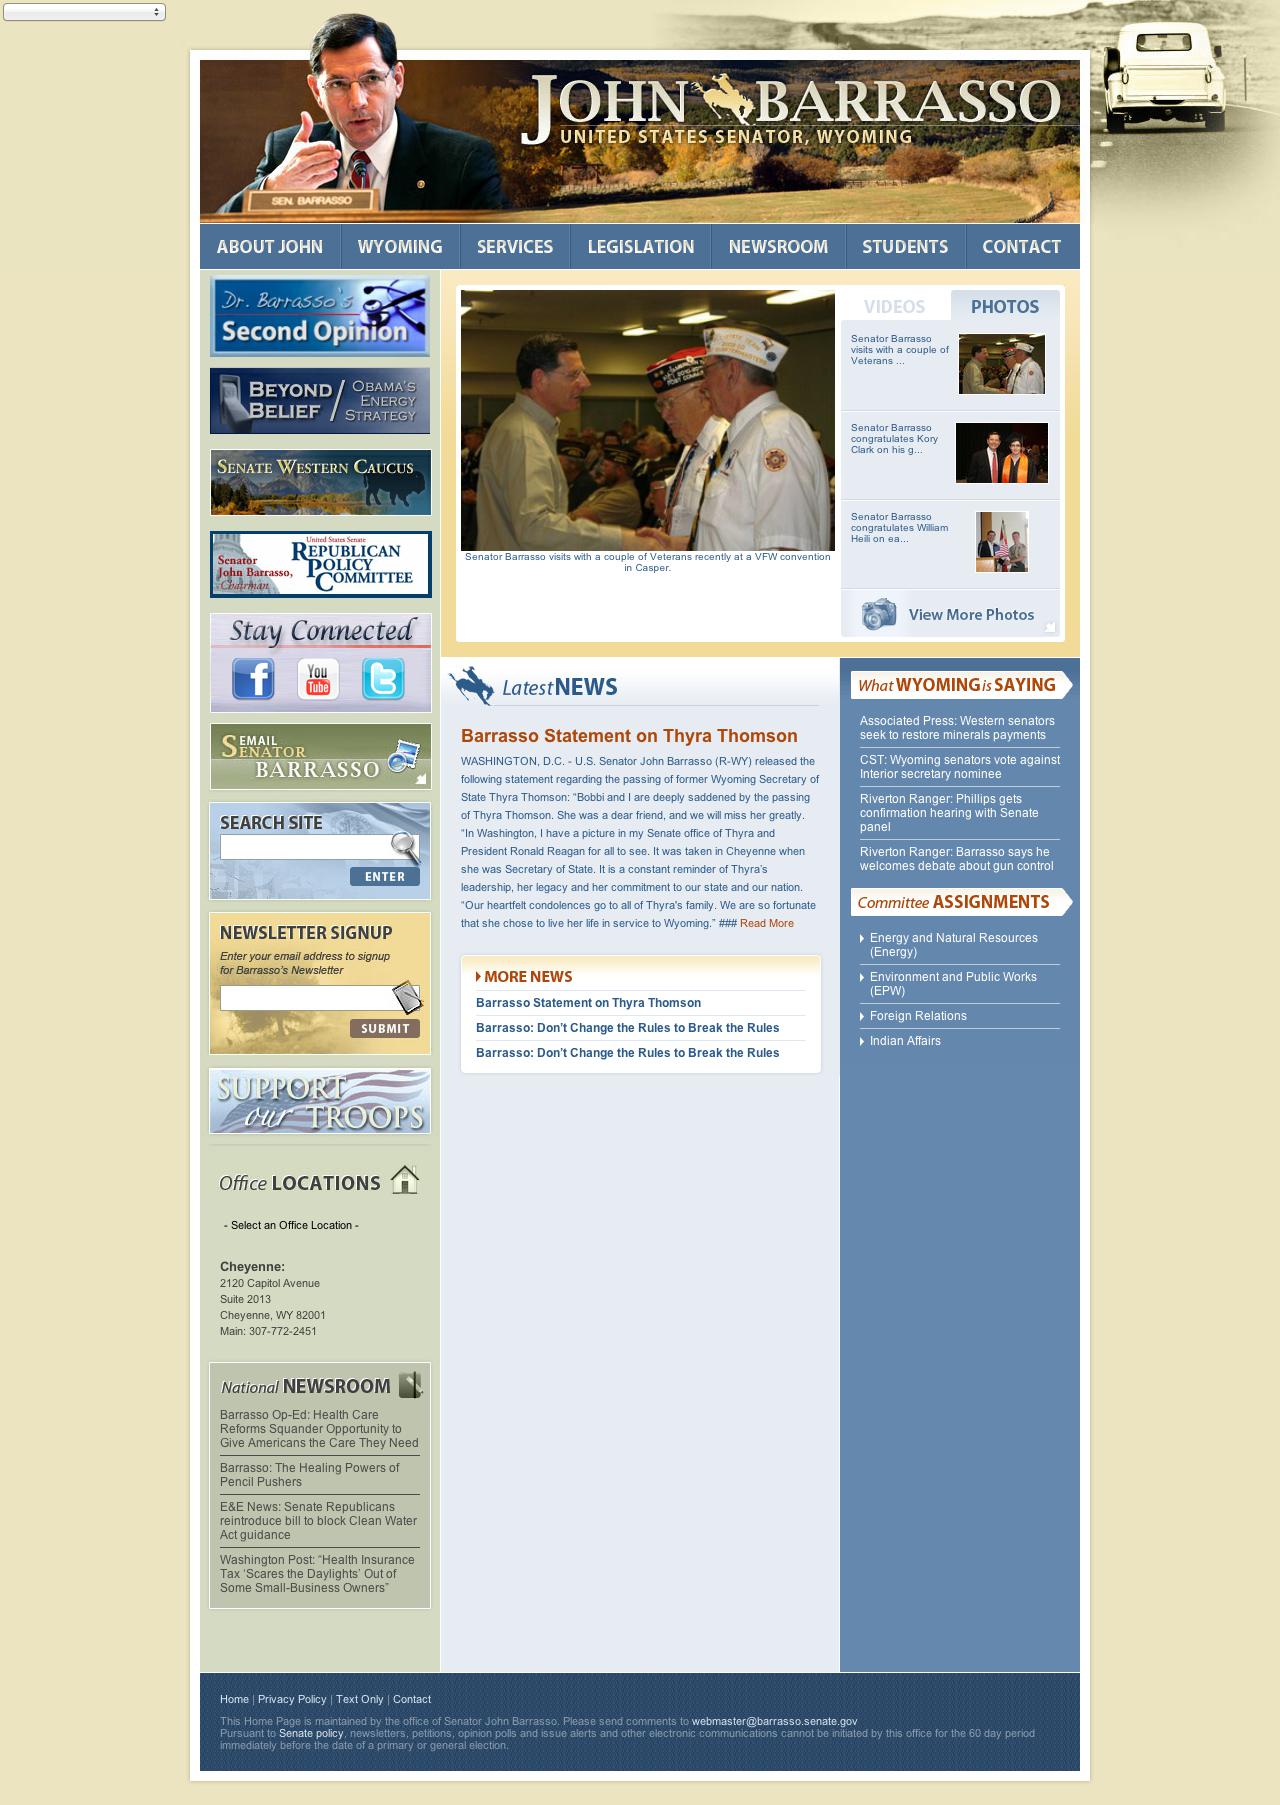 JOHN BARRASSO
UNITED STATES SENATOR, WYOMING
SEN. BARRASSO
ABOUT JOHN
WYOMING
SERVICES
LEGISLATION
NEWSROOM
STUDENTS
CONTACT
Dr. Barrasso's
Second Opinion
BEYOND BELIEF / OBAMA'S ENERGY STRATEGY
SENATE WESTERN CAUCUS
United States Senate
REPUBLICAN
POLICY
COMMITTEE
Senator
John Barrasso,
Chairman
Stay Connected
You
Tube
EMAIL
SENATOR
BARRASSO
SEARCH SITE
ENTER
NEWSLETTER SIGNUP
Enter your email address to signup
for Barrasso's Newsletter
SUBMIT
SUPPORT
our TROOPS
Office LOCATIONS
- Select an Office Location -
Cheyenne:
2120 Capitol Avenue
Suite 2013
Cheyenne, WY 82001
Main: 307-772-2451
National NEWSROOM
Barrasso Op-Ed: Health Care
Reforms Squander Opportunity to
Give Americans the Care They Need
Barrasso: The Healing Powers of
Pencil Pushers
E&E News: Senate Republicans
reintroduce bill to block Clean Water
Act guidance
Washington Post: “Health Insurance
Tax ‘Scares the Daylights’ Out of
Some Small-Business Owners”
Senator Barrasso visits with a couple of Veterans recently at a VFW convention
in Casper.
VIDEOS
PHOTOS
Senator Barrasso
visits with a couple of
Veterans ...
Senator Barrasso
congratulates Kory
Clark on his g...
Senator Barrasso
congratulates William
Heili on ea...
View More Photos
Latest NEWS
Barrasso Statement on Thyra Thomson
WASHINGTON, D.C. - U.S. Senator John Barrasso (R-WY) released the
following statement regarding the passing of former Wyoming Secretary of
State Thyra Thomson: “Bobbi and I are deeply saddened by the passing
of Thyra Thomson. She was a dear friend, and we will miss her greatly.
“In Washington, I have a picture in my Senate office of Thyra and
President Ronald Reagan for all to see. It was taken in Cheyenne when
she was Secretary of State. It is a constant reminder of Thyra’s
leadership, her legacy and her commitment to our state and our nation.
“Our heartfelt condolences go to all of Thyra's family. We are so fortunate
that she chose to live her life in service to Wyoming.” ### Read More
MORE NEWS
Barrasso Statement on Thyra Thomson
Barrasso: Don’t Change the Rules to Break the Rules
Barrasso: Don’t Change the Rules to Break the Rules
What WYOMING is SAYING
Associated Press: Western senators
seek to restore minerals payments
CST: Wyoming senators vote against
Interior secretary nominee
Riverton Ranger: Phillips gets
confirmation hearing with Senate
panel
Riverton Ranger: Barrasso says he
welcomes debate about gun control
Committee ASSIGNMENTS
Energy and Natural Resources
(Energy)
Environment and Public Works
(EPW)
Foreign Relations
Indian Affairs
Home | Privacy Policy | Text Only | Contact
This Home Page is maintained by the office of Senator John Barrasso. Please send comments to webmaster@barrasso.senate.gov
Pursuant to Senate policy, newsletters, petitions, opinion polls and issue alerts and other electronic communications cannot be initiated by this office for the 60 day period
immediately before the date of a primary or general election.